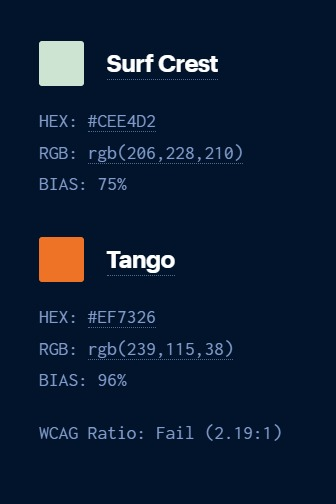 Surf Crest
HEX: #CEE4D2
RGB: rgb(206,228,210)
BIAS: 75%
Tango
HEX: #EF7326
RGB: rgb(239,115,38)
BIAS: 96%
WCAG Ratio: Fail (2.19:1)